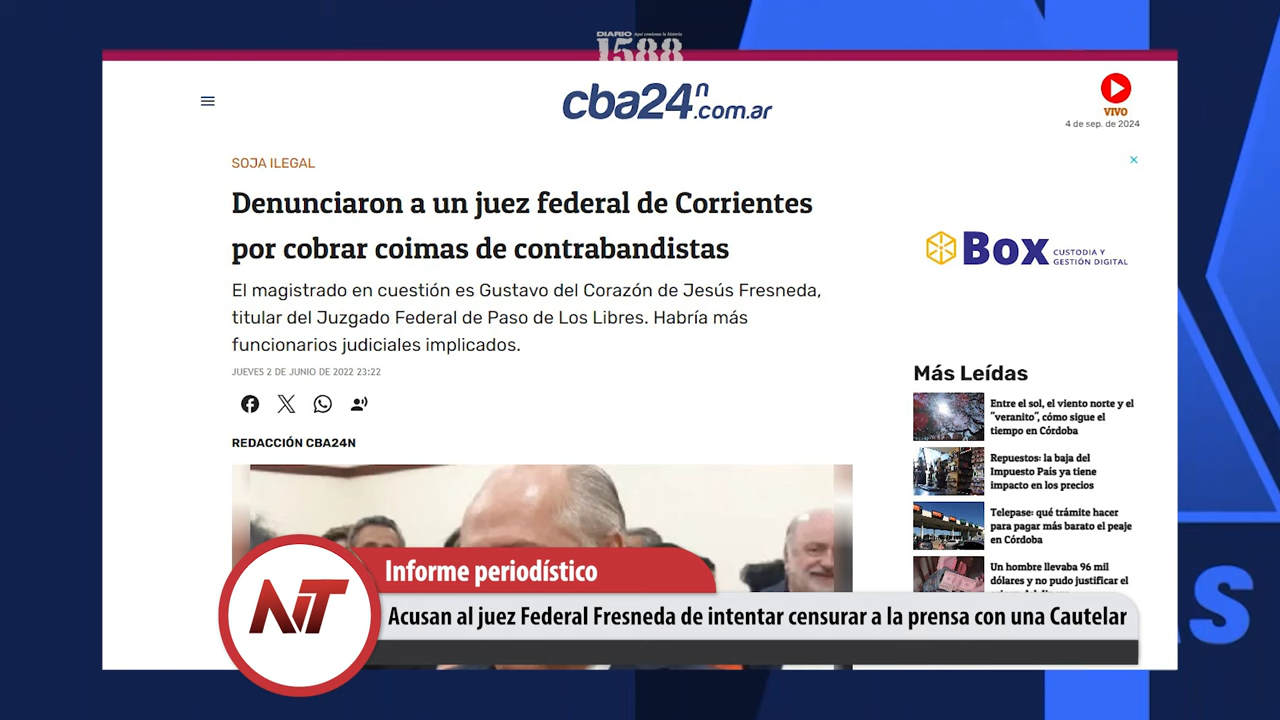 DIARIO Aquí comienza la historia
1588
cba24n.com.ar
VIVO
4 de sep. de 2024
SOJA ILEGAL
Denunciaron a un juez federal de Corrientes
por cobrar coimas de contrabandistas
El magistrado en cuestión es Gustavo del Corazón de Jesús Fresneda,
titular del Juzgado Federal de Paso de Los Libres. Habría más
funcionarios judiciales implicados.
JUEVES 2 DE JUNIO DE 2022 23:22
REDACCIÓN CBA24N
Box CUSTODIA Y
GESTIÓN DIGITAL
Más Leídas
Entre el sol, el viento norte y el
"veranito", cómo sigue el
tiempo en Córdoba
Repuestos: la baja del
Impuesto País ya tiene
impacto en los precios
Telepase: qué trámite hacer
para pagar más barato el peaje
en Córdoba
Un hombre llevaba 96 mil
dólares y no pudo justificar el
NT
Informe periodístico
Acusan al juez Federal Fresneda de intentar censurar a la prensa con una Cautelar